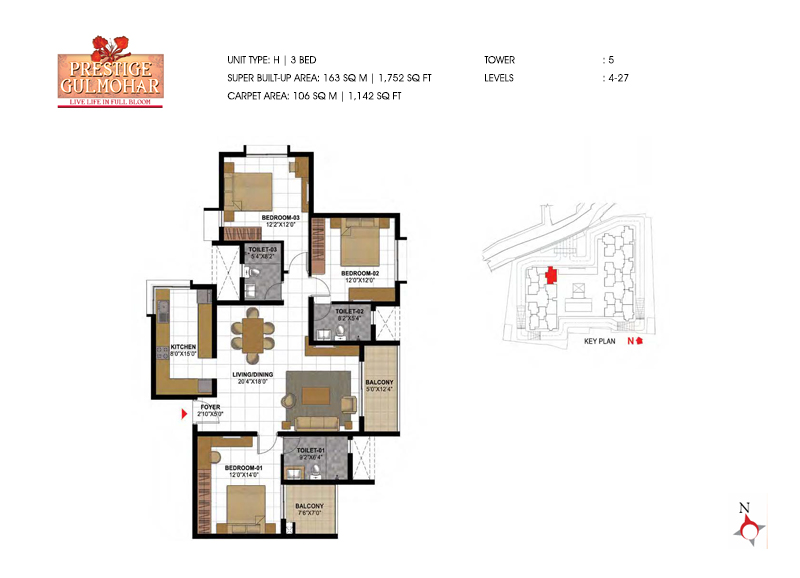 PRESTIGE
GULMOHAR
LIVE LIFE IN FULL BLOOM
UNIT TYPE: H | 3 BED
SUPER BUILT-UP AREA: 163 SQ M | 1,752 SQ FT
CARPET AREA: 106 SQ M | 1,142 SQ FT
TOWER : 5
LEVELS : 4-27
BEDROOM-03
12'2"X12'0"
TOILET-03
5'4"X8'2"
BEDROOM-02
12'0"X12'0"
TOILET-02
8'2"X5'4"
KITCHEN
8'0"X15'0"
LIVING/DINING
20'4"X18'0"
BALCONY
5'0"X12'4"
FOYER
2'10"X5'0"
TOILET-01
9'2"X6'4"
BEDROOM-01
12'0"X14'0"
BALCONY
7'6"X7'0"
KEY PLAN N
N